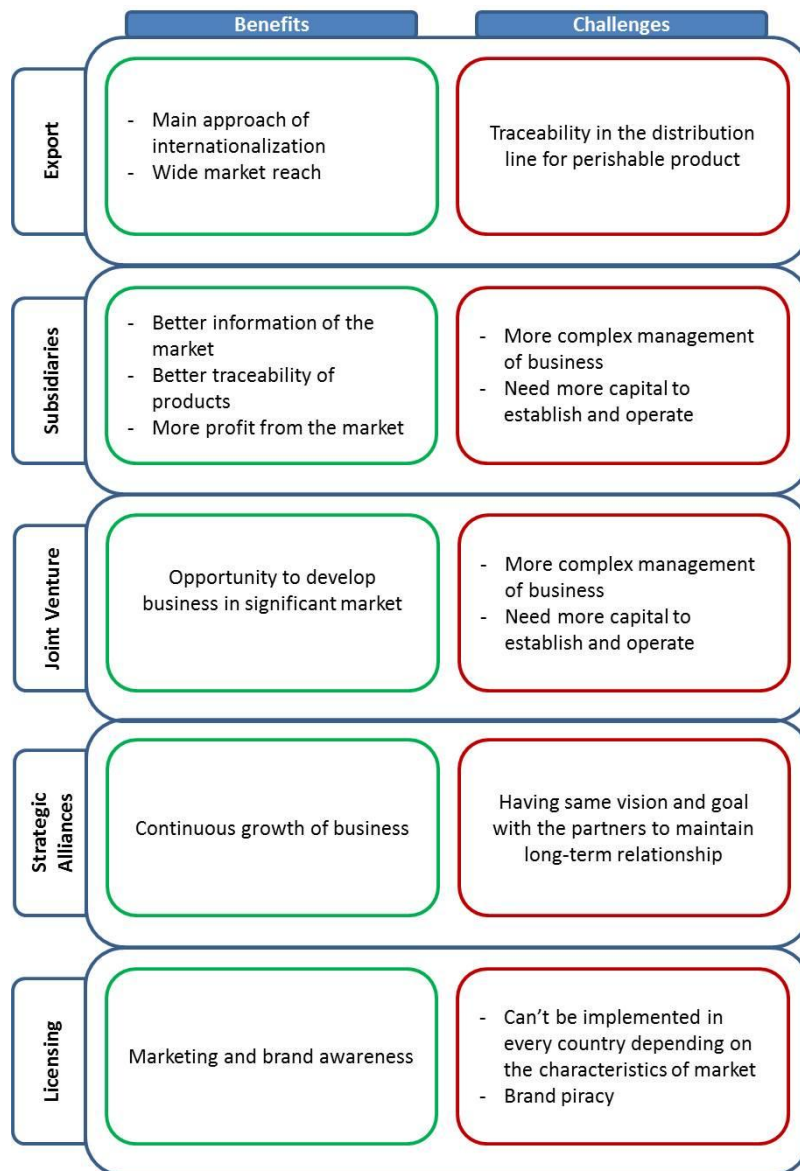 Benefits
Challenges
Export
- Main approach of
internationalization
- Wide market reach
Traceability in the distribution
line for perishable product
Subsidiaries
- Better information of the
market
- Better traceability of
products
- More profit from the market
- More complex management
of business
- Need more capital to
establish and operate
Joint Venture
Opportunity to develop
business in significant market
- More complex management
of business
- Need more capital to
establish and operate
Strategic
Alliances
Continuous growth of business
Having same vision and goal
with the partners to maintain
long-term relationship
Licensing
Marketing and brand awareness
- Can’t be implemented in
every country depending on
the characteristics of market
- Brand piracy